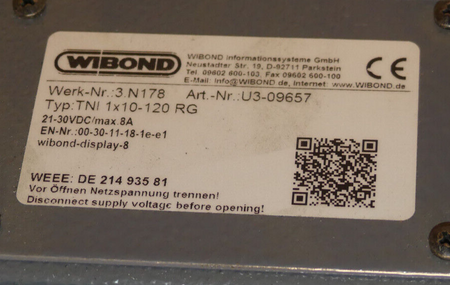 WIBOND
WIBOND Informationssysteme GmbH
Neustädter Str. 19, D-92711 Parkstein
Tel. 09602 600-103, Fax 09602 600-100
Email: Info@WIBOND.de, Internet: www.WIBOND.de
CE
Werk-Nr.:3 N178 Art.-Nr.:U3-09657
Typ:TNI 1x10-120 RG
21-30VDC/max.8A
EN-Nr.:00-30-11-18-1e-e1
wibond-display-8
WEEE: DE 214 935 81
Vor Öffnen Netzspannung trennen!
Disconnect supply voltage before opening!